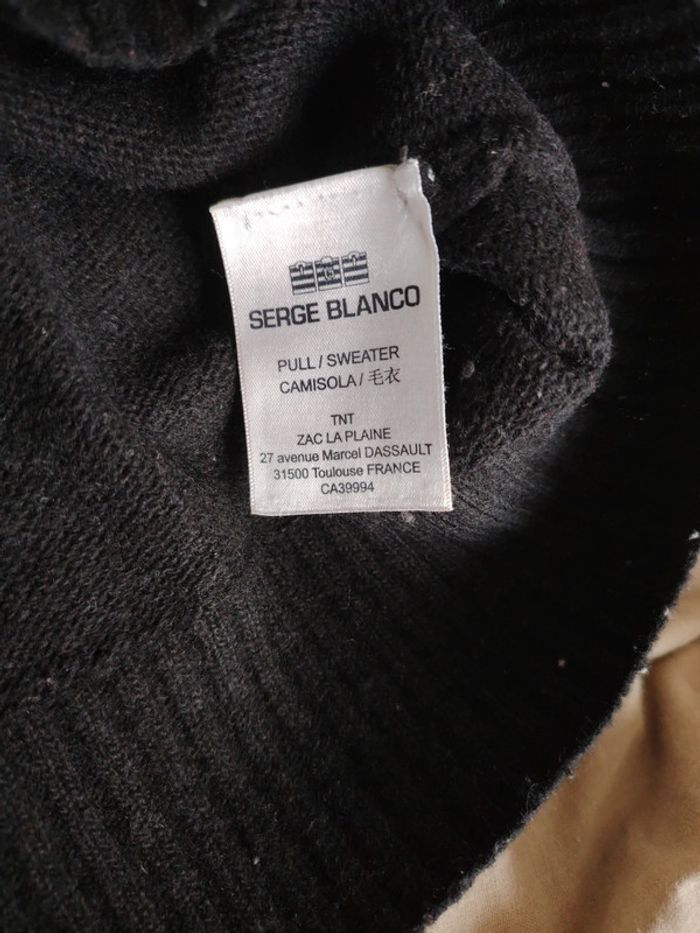 SERGE BLANCO
PULL / SWEATER
CAMISOLA / 毛衣
TNT
ZAC LA PLAINE
27 avenue Marcel DASSAULT
31500 Toulouse FRANCE
CA39994